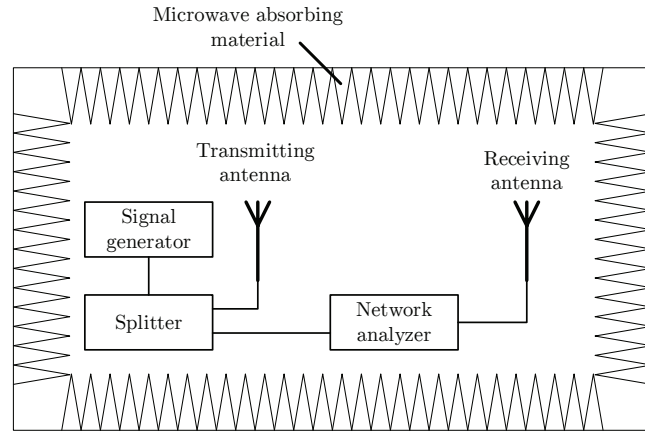 Microwave absorbing
material
Transmitting
antenna
Receiving
antenna
Signal
generator
Splitter
Network
analyzer